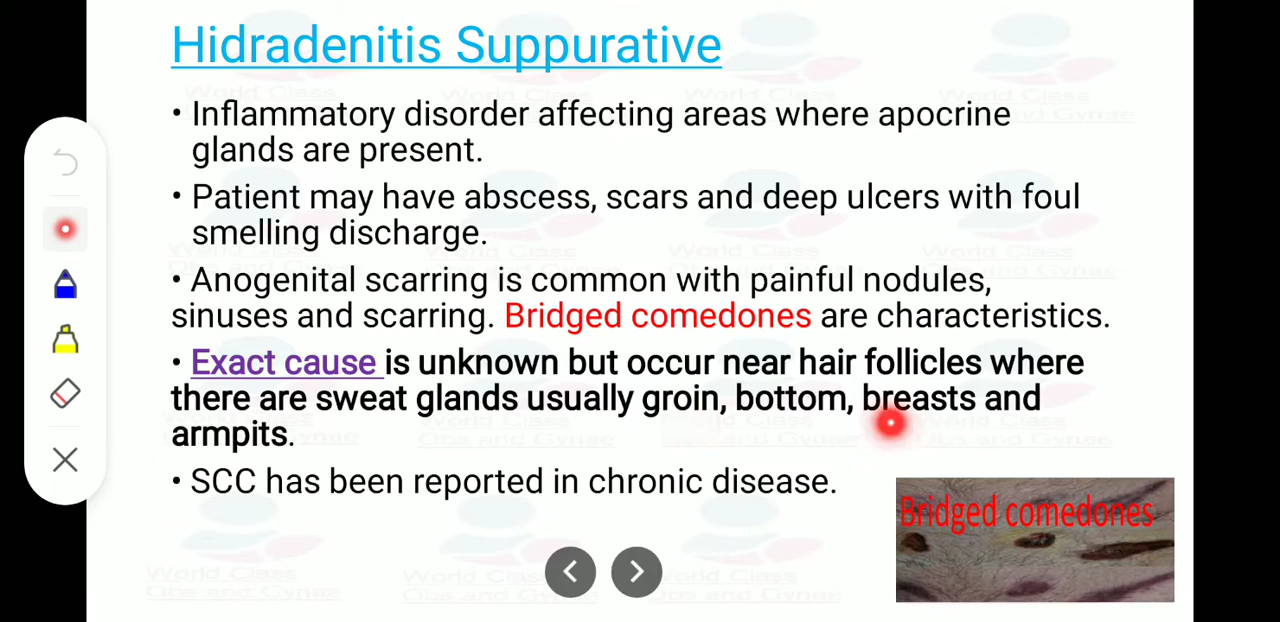 Hidradenitis Suppurative
• Inflammatory disorder affecting areas where apocrine
glands are present.
• Patient may have abscess, scars and deep ulcers with foul
smelling discharge.
• Anogenital scarring is common with painful nodules,
sinuses and scarring. Bridged comedones are characteristics.
• Exact cause is unknown but occur near hair follicles where
there are sweat glands usually groin, bottom, breasts and
armpits.
• SCC has been reported in chronic disease.
Bridged comedones
World Class
Obs and Gynae